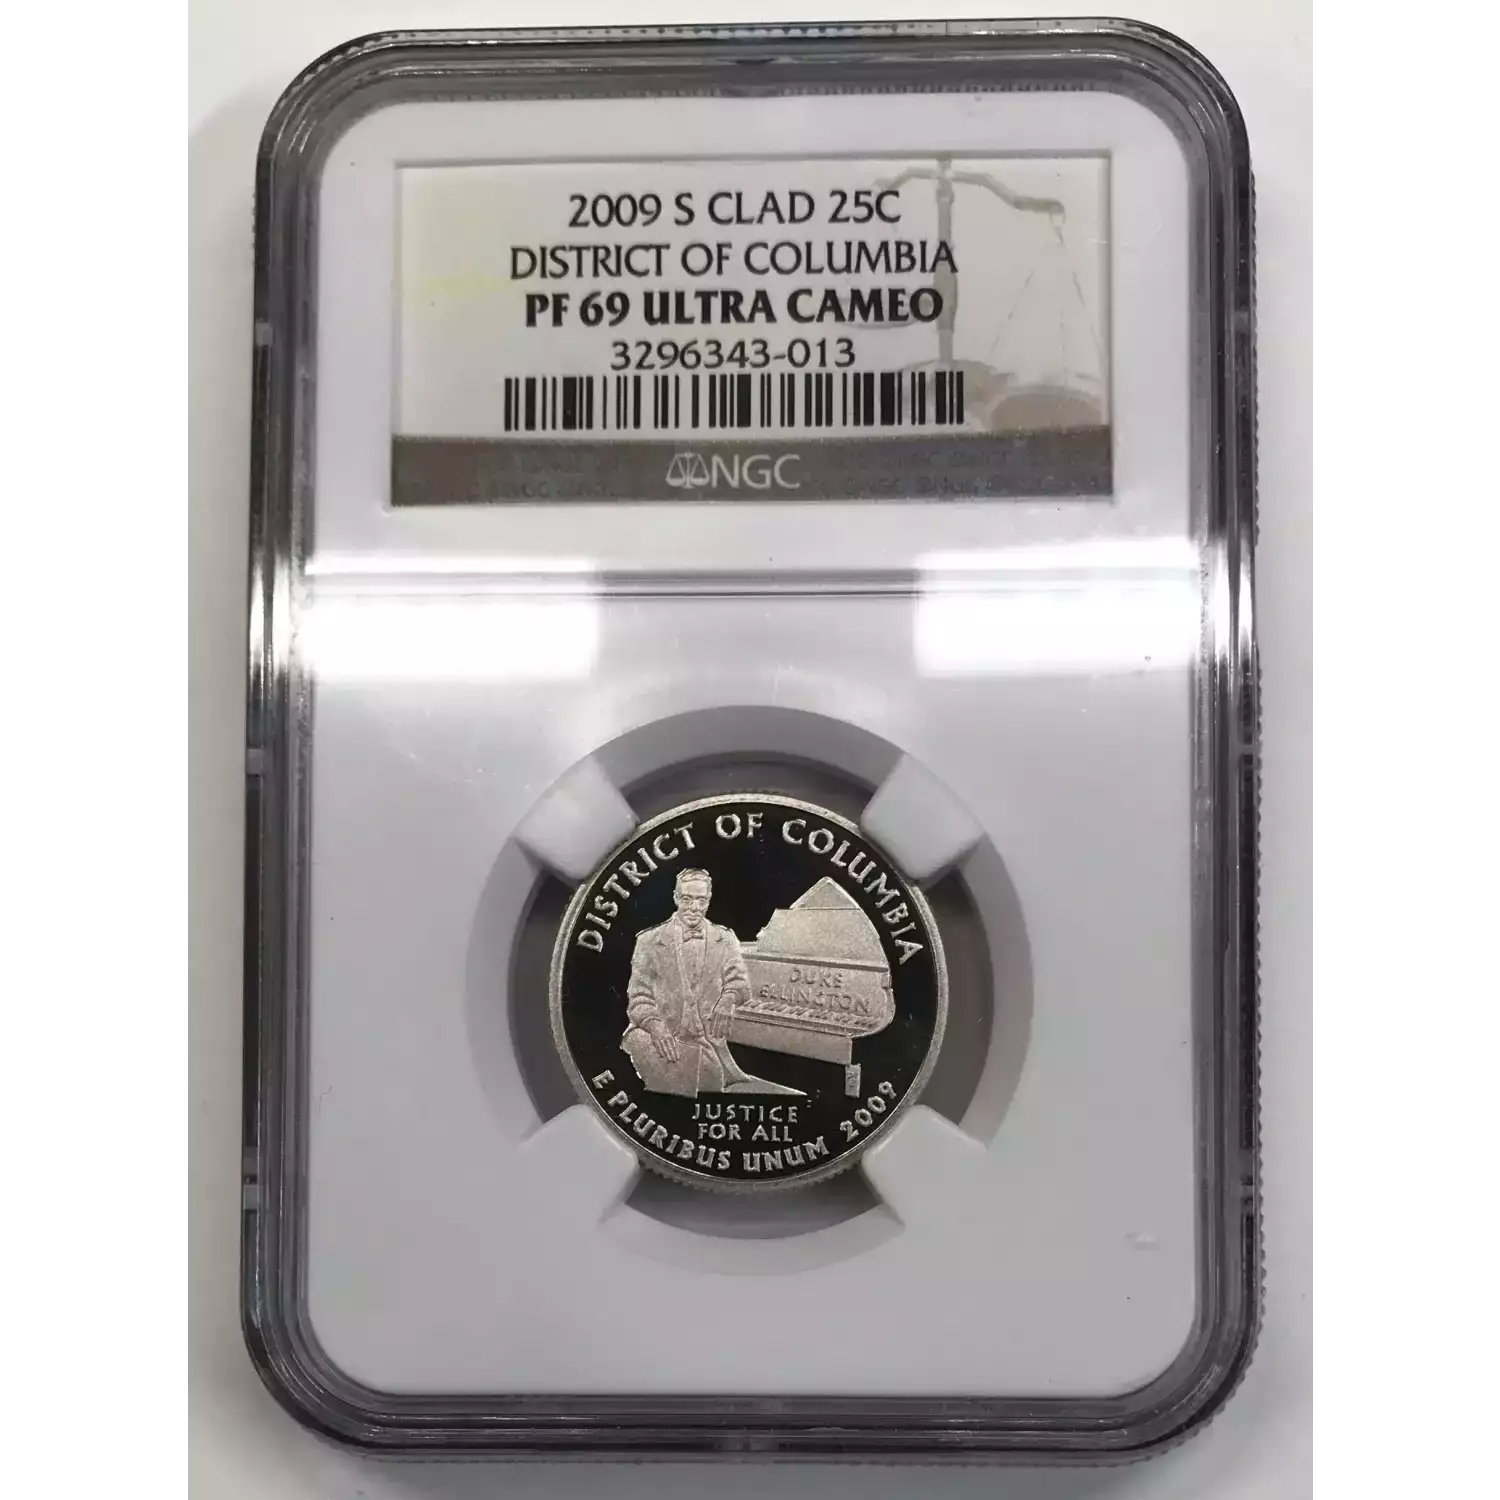 2009 S CLAD 25C
DISTRICT OF COLUMBIA
PF 69 ULTRA CAMEO
3296343-013
NGC
DISTRICT OF COLUMBIA
DUKE
ELLINGTON
JUSTICE
FOR ALL
E PLURIBUS UNUM 2009